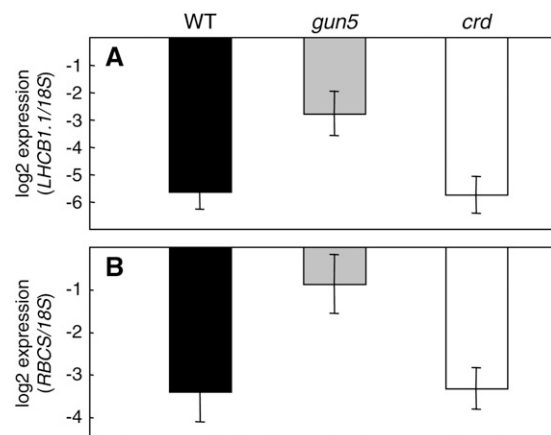 WT gun5 crd
A
log2 expression
(LHCB1.1/18S)
-1
-2
-3
-4
-5
-6
B
log2 expression
(RBCS/18S)
-1
-2
-3
-4